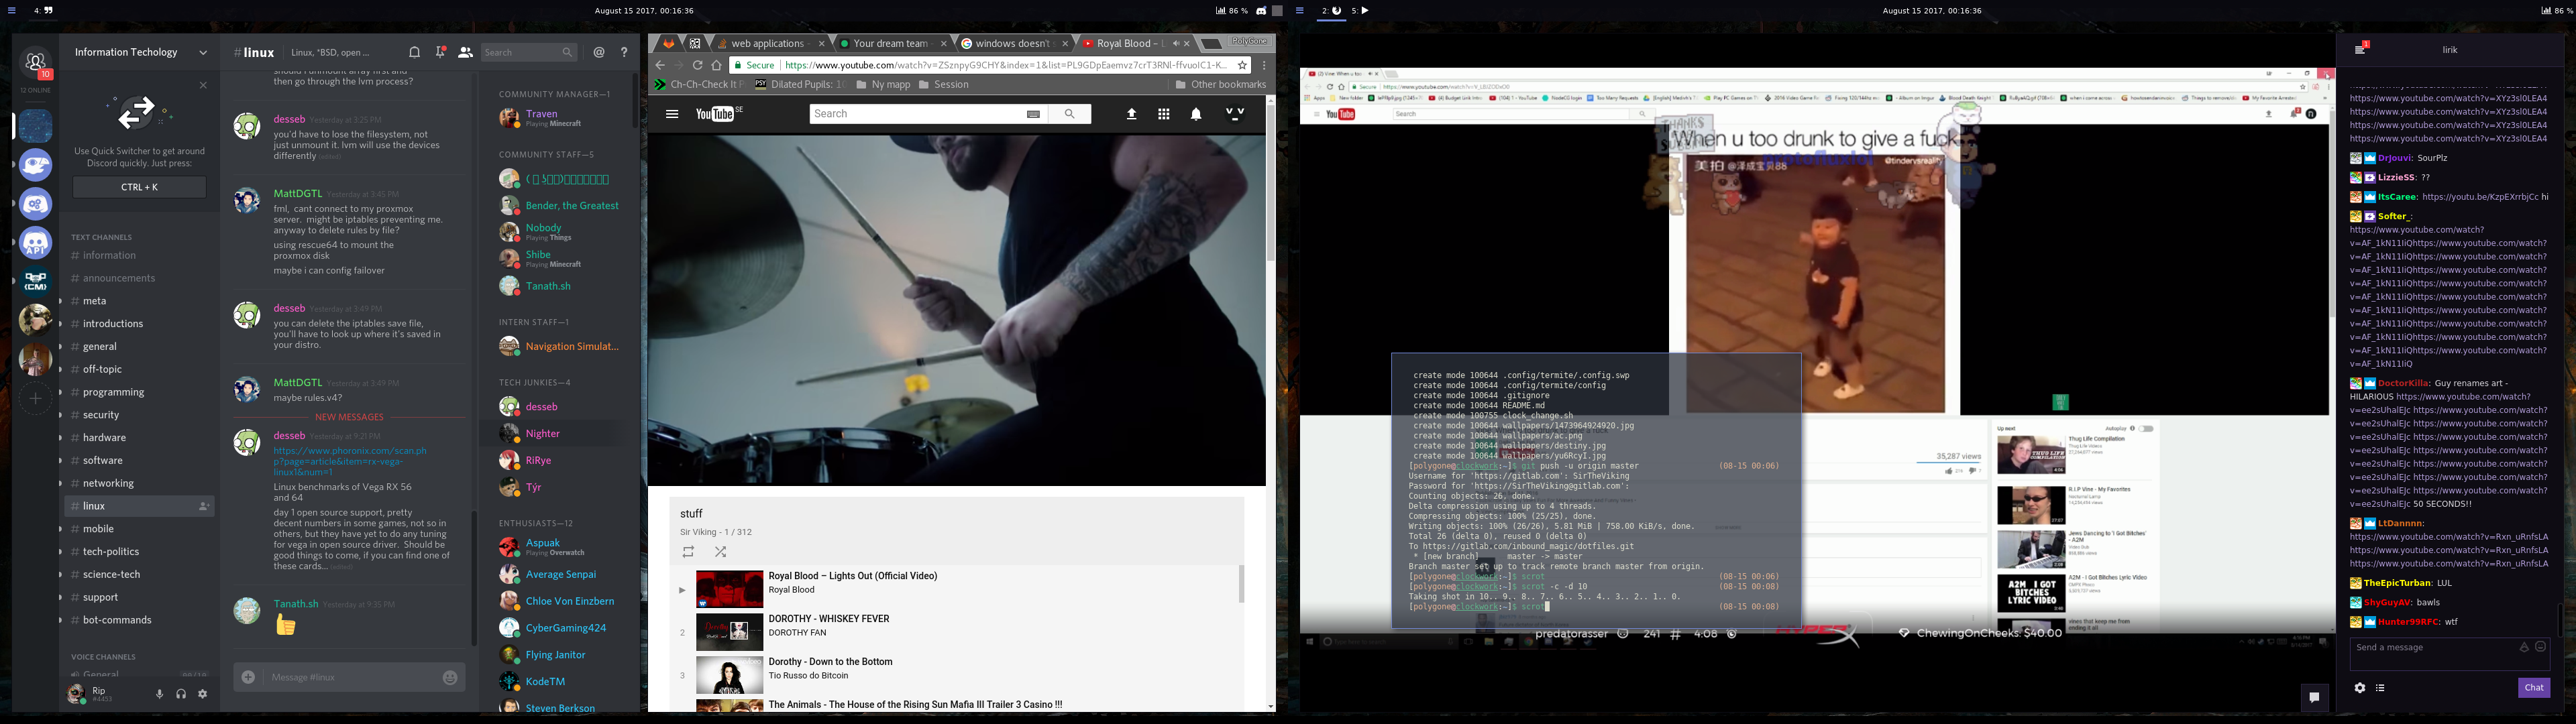 4:
August 15 2017, 00:16:36
86 %
2:
5:
August 15 2017, 00:16:36
86 %
10
12 ONLINE
API
Information Techology
Use Quick Switcher to get around
Discord quickly. Just press:
CTRL + K
TEXT CHANNELS
# information
# announcements
# meta
# introductions
# general
# off-topic
# programming
# security
# hardware
# software
# networking
# linux
# mobile
# tech-politics
# science-tech
# support
# bot-commands
VOICE CHANNELS
General
Rip
#4453
#linux
Linux, *BSD, open ...
Search
then go through the lvm process?
desseb Yesterday at 3:25 PM
you'd have to lose the filesystem, not
just unmount it. lvm will use the devices
differently (edited)
MattDGTL Yesterday at 3:45 PM
fml, cant connect to my proxmox
server. might be iptables preventing me.
anyway to delete rules by file?
using rescue64 to mount the
proxmox disk
maybe i can config failover
desseb Yesterday at 3:49 PM
you can delete the iptables save file,
you'll have to look up where it's saved in
your distro.
MattDGTL Yesterday at 3:49 PM
maybe rules.v4?
NEW MESSAGES
desseb Yesterday at 9:21 PM
https://www.phoronix.com/scan.ph
p?page=article&item=rx-vega-
linux1&num=1
Linux benchmarks of Vega RX 56
and 64
day 1 open source support, pretty
decent numbers in some games, not so in
others, but they have yet to do any tuning
for vega in open source driver. Should be
good things to come, if you can find one of
these cards... (edited)
Tanath.sh Yesterday at 9:35 PM
Message #linux
COMMUNITY MANAGER—1
Traven
Playing Minecraft
COMMUNITY STAFF—5
Bender, the Greatest
Nobody
Playing Things
Shibe
Playing Minecraft
Tanath.sh
INTERN STAFF—1
Navigation Simulat...
TECH JUNKIES—4
desseb
Nighter
RiRye
Týr
ENTHUSIASTS—12
Aspuak
Playing Overwatch
Average Senpai
Chloe Von Einzbern
CyberGaming424
Flying Janitor
KodeTM
Steven Berkson
web applications
Your dream team
windows doesn't
Royal Blood – L
PolyGone
Secure https://www.youtube.com/watch?v=ZSznpyG9CHY&index=1&list=PL9GDpEaemvz7crT3RNl-ffvuoIC1-K...
Ch-Ch-Check It
Dilated Pupils:
Ny mapp
Session
Other bookmarks
YouTube SE
Search
stuff
Sir Viking - 1 / 312
Royal Blood – Lights Out (Official Video)
Royal Blood
2
DOROTHY - WHISKEY FEVER
DOROTHY FAN
3
Dorothy - Down to the Bottom
Tio Russo do Bitcoin
The Animals - The House of the Rising Sun Mafia III Trailer 3 Casino !!!
YouTube
Search
THANKS
When u too drunk to give a fuck
@tindervsreality
美拍 @泽成宝贝88
35,287 views
Up next
Autoplay
Thug Life Compilation
R.I.P Vine - My Favorites
Jews Dancing to 'I Got Bitches'
- A2M
A2M - I Got Bitches Lyric Video
A2M - I GOT
BITCHES
LYRIC VIDEO
create mode 100644 .config/termite/.config.swp
create mode 100644 .config/termite/config
create mode 100644 .gitignore
create mode 100644 README.md
create mode 100755 clock_change.sh
create mode 100644 wallpapers/1473964924920.jpg
create mode 100644 wallpapers/ac.png
create mode 100644 wallpapers/destiny.jpg
create mode 100644 wallpapers/yu6RcyI.jpg
[polygone@clockwork:~]$ git push -u origin master (08-15 00:06)
Username for 'https://gitlab.com': SirTheViking
Password for 'https://SirTheViking@gitlab.com':
Counting objects: 26, done.
Delta compression using up to 4 threads.
Compressing objects: 100% (25/25), done.
Writing objects: 100% (26/26), 5.81 MiB | 758.00 KiB/s, done.
Total 26 (delta 0), reused 0 (delta 0)
To https://gitlab.com/inbound_magic/dotfiles.git
* [new branch] master -> master
Branch master set up to track remote branch master from origin.
[polygone@clockwork:~]$ scrot (08-15 00:06)
[polygone@clockwork:~]$ scrot -c -d 10 (08-15 00:08)
Taking shot in 10.. 9.. 8.. 7.. 6.. 5.. 4.. 3.. 2.. 1.. 0.
[polygone@clockwork:~]$ scrot (08-15 00:08)
predatorasser
241
4:08
HYPERX
ChewingOnCheeks: $40.00
1
lirik
https://www.youtube.com/watch?v=XYz3sl0LEA4
https://www.youtube.com/watch?v=XYz3sl0LEA4
https://www.youtube.com/watch?v=XYz3sl0LEA4
https://www.youtube.com/watch?v=XYz3sl0LEA4
DrJouvi: SourPlz
LizzieSS: ??
ItsCaree: https://youtu.be/KzpEXrrbjCc hi
Softer_:
https://www.youtube.com/watch?
v=AF_1kN11IiQhttps://www.youtube.com/watch?
v=AF_1kN11IiQhttps://www.youtube.com/watch?
v=AF_1kN11IiQhttps://www.youtube.com/watch?
v=AF_1kN11IiQhttps://www.youtube.com/watch?
v=AF_1kN11IiQhttps://www.youtube.com/watch?
v=AF_1kN11IiQhttps://www.youtube.com/watch?
v=AF_1kN11IiQhttps://www.youtube.com/watch?
v=AF_1kN11IiQhttps://www.youtube.com/watch?
v=AF_1kN11IiQhttps://www.youtube.com/watch?
v=AF_1kN11IiQ
DoctorKilla: Guy renames art -
HILARIOUS https://www.youtube.com/watch?
v=ee2sUhalEJc https://www.youtube.com/watch?
v=ee2sUhalEJc https://www.youtube.com/watch?
v=ee2sUhalEJc https://www.youtube.com/watch?
v=ee2sUhalEJc https://www.youtube.com/watch?
v=ee2sUhalEJc https://www.youtube.com/watch?
v=ee2sUhalEJc https://www.youtube.com/watch?
v=ee2sUhalEJc https://www.youtube.com/watch?
v=ee2sUhalEJc 50 SECONDS!!
LtDannnn:
https://www.youtube.com/watch?v=Rxn_uRnfsLA
https://www.youtube.com/watch?v=Rxn_uRnfsLA
https://www.youtube.com/watch?v=Rxn_uRnfsLA
TheEpicTurban: LUL
ShyGuyAV: bawls
Hunter99RFC: wtf
Send a message
Chat